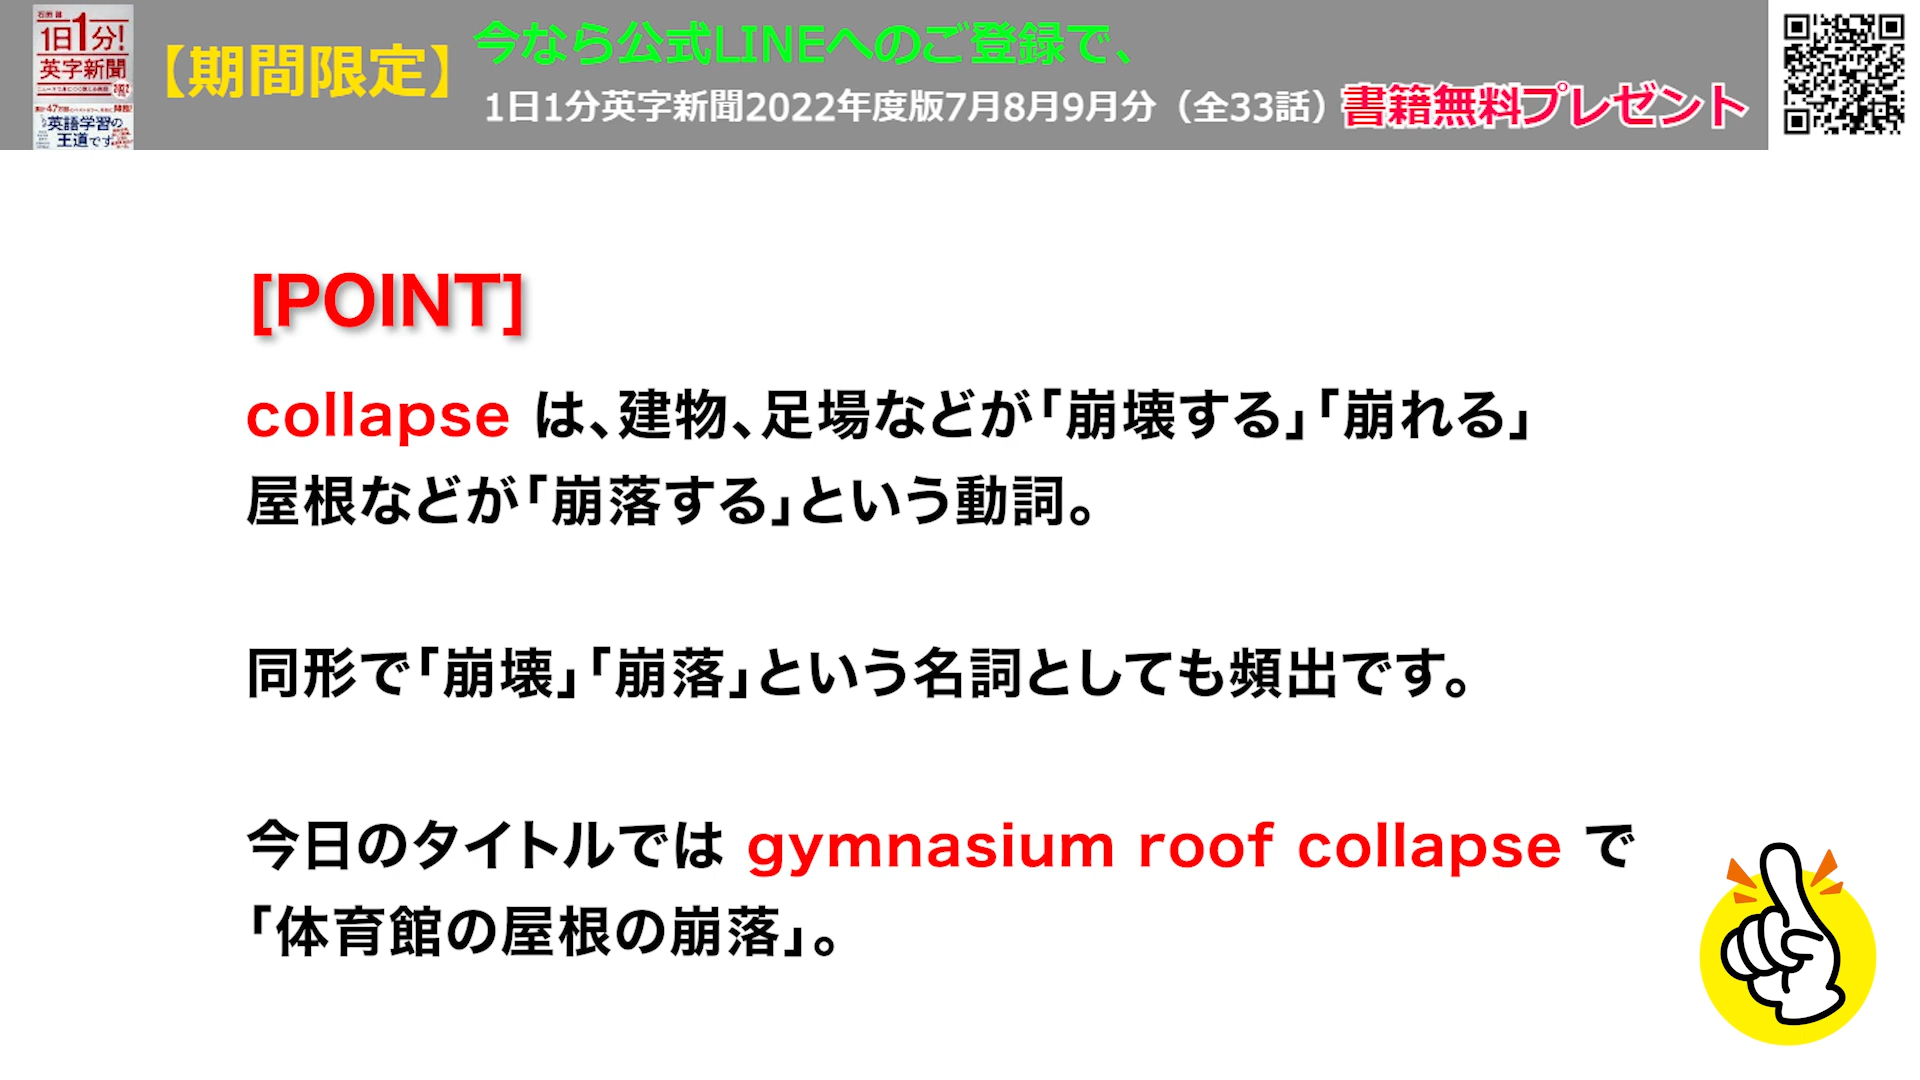 石田 健
1日1分!
英字新聞
2022
英語学習の
王道です
【期間限定】
今なら公式LINEへのご登録で、
1日1分英字新聞2022年度版7月8月9月分（全33話）書籍無料プレゼント
[POINT]
collapse は、建物、足場などが「崩壊する」「崩れる」
屋根などが「崩落する」という動詞。
同形で「崩壊」「崩落」という名詞としても頻出です。
今日のタイトルでは gymnasium roof collapse で
「体育館の屋根の崩落」。